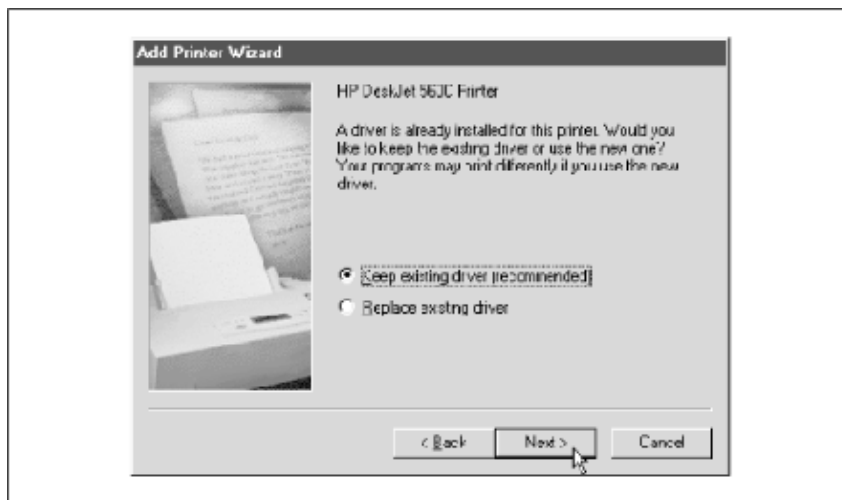 Add Printer Wizard
HP DeskJet 560C Printer
A driver is already installed for this printer. Would you
like to keep the existing driver or use the new one?
Your programs may print differently if you use the new
driver.
Keep existing driver (recommended)
Replace existing driver
< Back
Next >
Cancel